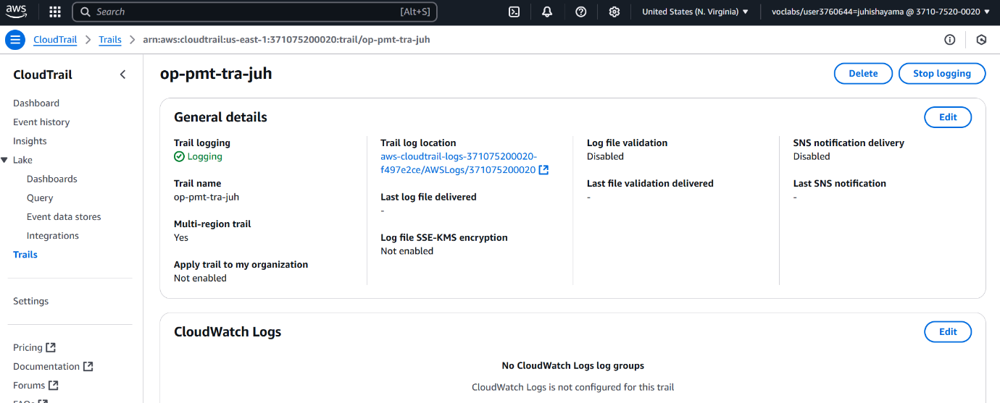 aws
Search
[Alt+S]
United States (N. Virginia)
voclabs/user3760644=juhishayama @ 3710-7520-0020
CloudTrail
Trails
arn:aws:cloudtrail:us-east-1:371075200020:trail/op-pmt-tra-juh
CloudTrail
Dashboard
Event history
Insights
Lake
Dashboards
Query
Event data stores
Integrations
Trails
Settings
Pricing
Documentation
Forums
FAQs
op-pmt-tra-juh
Delete
Stop logging
General details
Edit
Trail logging
Logging
Trail name
op-pmt-tra-juh
Multi-region trail
Yes
Apply trail to my organization
Not enabled
Trail log location
aws-cloudtrail-logs-371075200020-
f497e2ce/AWSLogs/371075200020
Last log file delivered
-
Log file SSE-KMS encryption
Not enabled
Log file validation
Disabled
Last file validation delivered
-
SNS notification delivery
Disabled
Last SNS notification
-
CloudWatch Logs
Edit
No CloudWatch Logs log groups
CloudWatch Logs is not configured for this trail